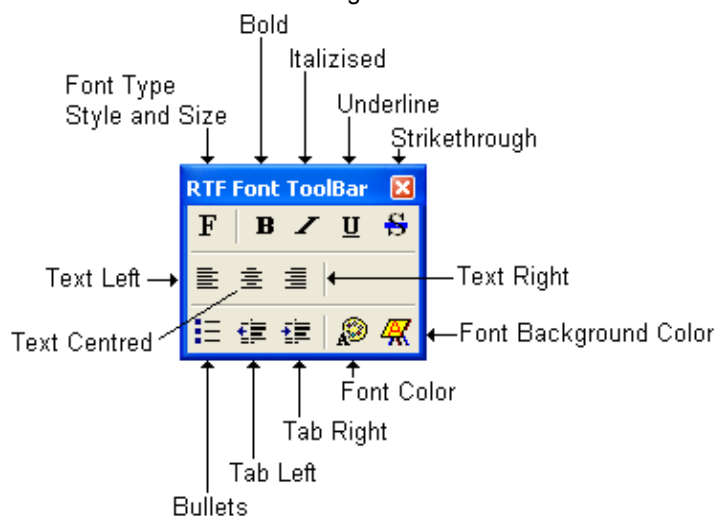 Bold
Italizised
Font Type
Style and Size
Underline
Strikethrough
RTF Font ToolBar
F B I U S
Text Left
Text Right
Text Centred
Font Background Color
A A
Font Color
Tab Right
Tab Left
Bullets